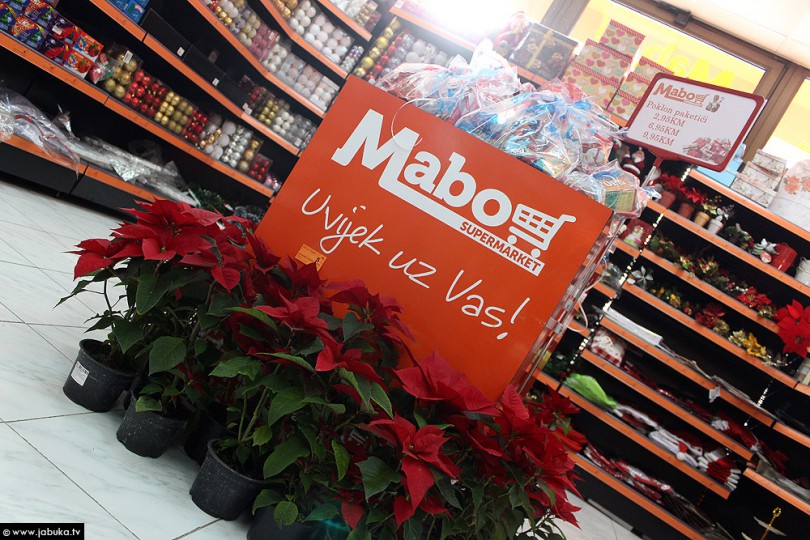 Mabo
SUPERMARKET
Uvijek uz Vas!
Mabo
Poklon paketići
2,95KM
6,95KM
9,95KM
© www.jabuka.tv